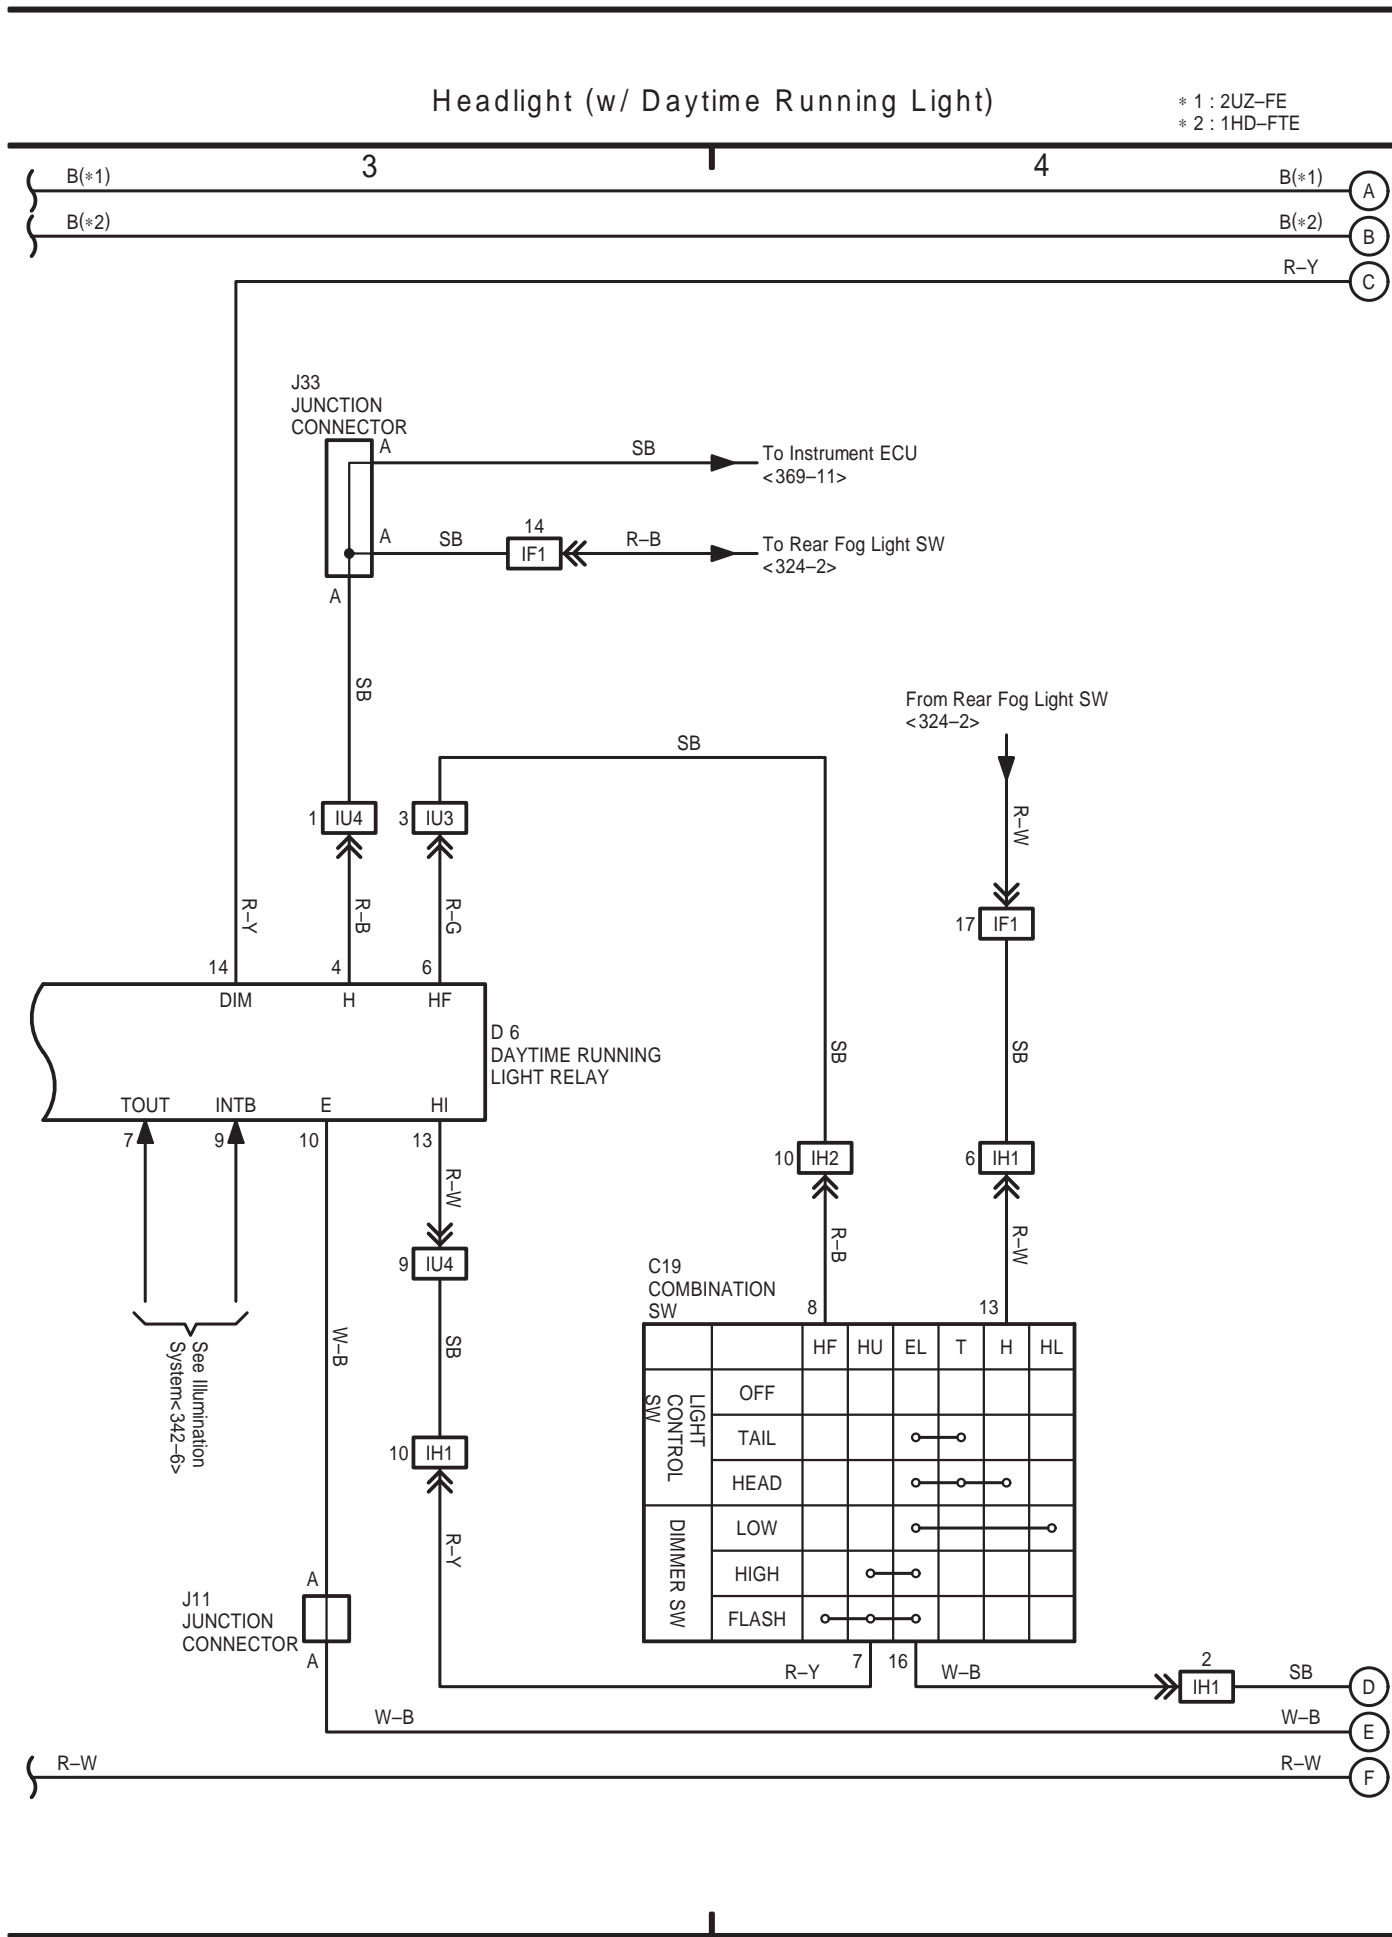 Headlight (w/ Daytime Running Light)
∗ 1 : 2UZ–FE
∗ 2 : 1HD–FTE
3
4
B(∗1)
B(∗1)
A
B(∗2)
B(∗2)
B
R–Y
C
J33
JUNCTION
CONNECTOR
A
SB
To Instrument ECU
<369–11>
A
SB
14
IF1
R–B
To Rear Fog Light SW
<324–2>
A
SB
From Rear Fog Light SW
<324–2>
SB
1
IU4
3
IU3
R–W
R–Y
R–B
R–G
17
IF1
14
4
6
DIM
H
HF
D 6
DAYTIME RUNNING
LIGHT RELAY
SB
SB
TOUT
INTB
E
HI
7
9
10
13
R–W
10
IH2
6
IH1
R–B
R–W
9
IU4
C19
COMBINATION
SW
8
13
See Illumination
System<342–6>
W–B
SB
HF
HU
EL
T
H
HL
LIGHT
CONTROL
SW
OFF
TAIL
HEAD
10
IH1
DIMMER SW
LOW
HIGH
FLASH
R–Y
J11
JUNCTION
CONNECTOR
A
A
R–Y
7
16
W–B
2
IH1
SB
D
W–B
W–B
E
R–W
R–W
F